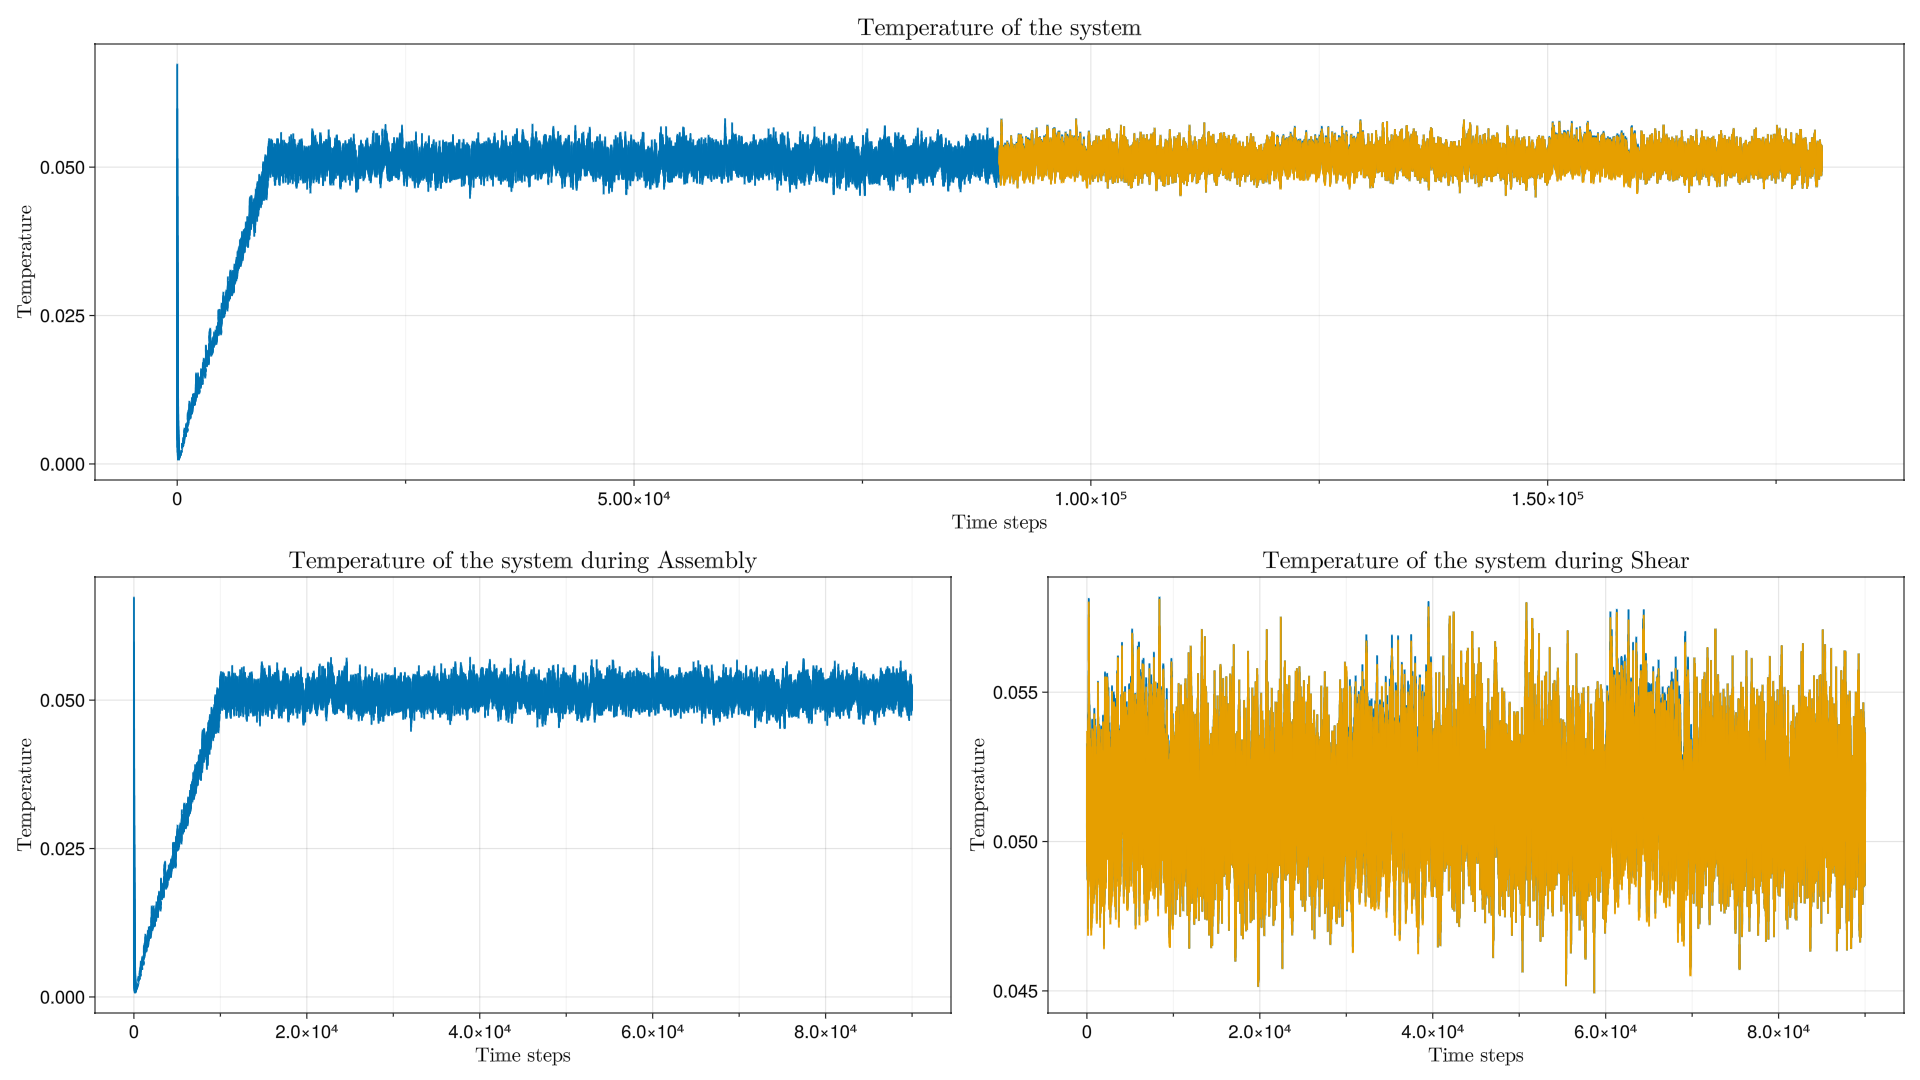 Temperature of the system
Temperature
0.050
0.025
0.000
0 5.00×10⁴ 1.00×10⁵ 1.50×10⁵
Time steps
Temperature of the system during Assembly
Temperature
0.050
0.025
0.000
0 2.0×10⁴ 4.0×10⁴ 6.0×10⁴ 8.0×10⁴
Time steps
Temperature of the system during Shear
Temperature
0.055
0.050
0.045
0 2.0×10⁴ 4.0×10⁴ 6.0×10⁴ 8.0×10⁴
Time steps